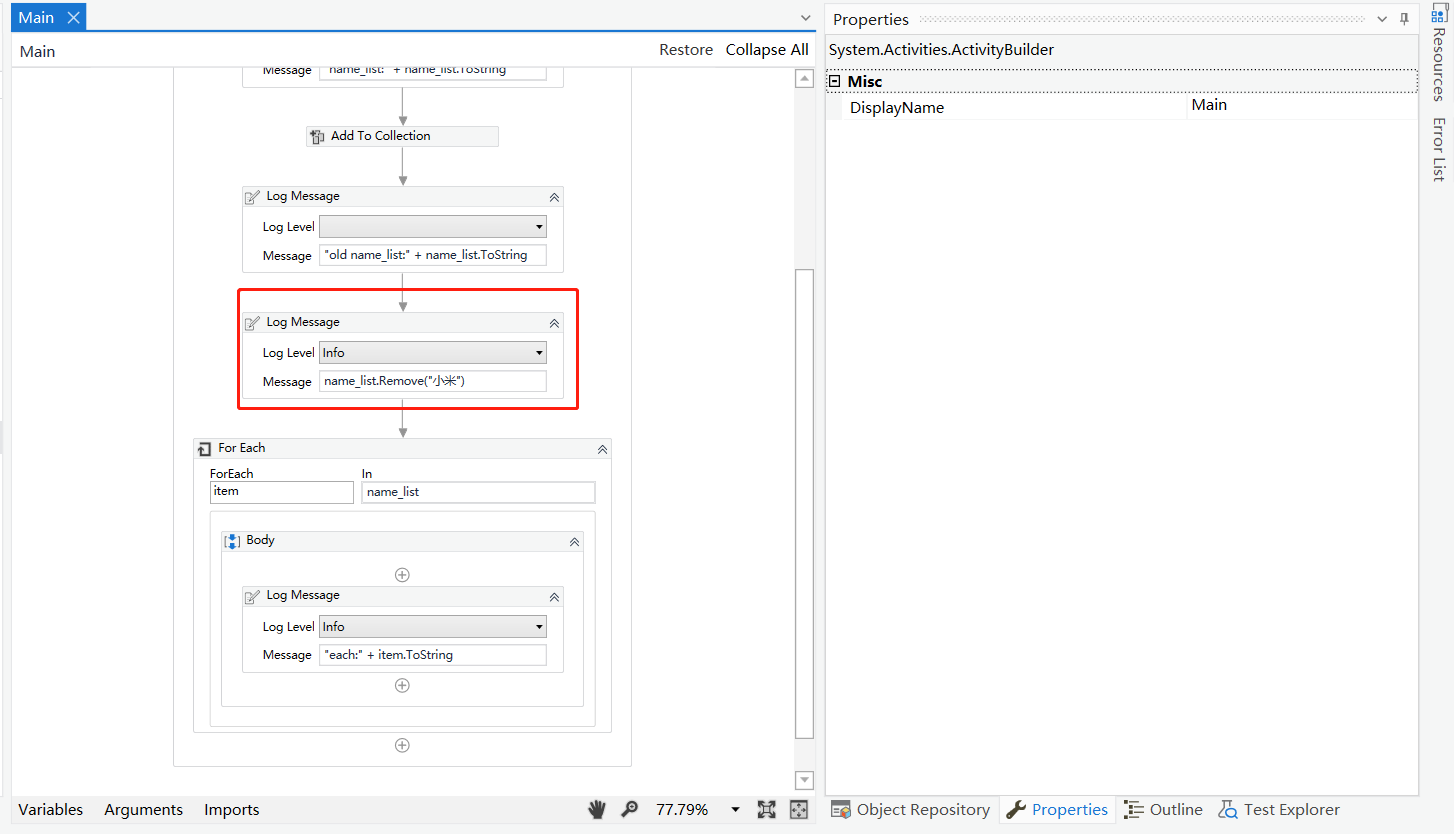 Main
Main
Restore
Collapse All
Message
"name_list:" + name_list.ToString
Add To Collection
Log Message
Log Level
Message
"old name_list:" + name_list.ToString
Log Message
Log Level
Info
Message
name_list.Remove("小米")
For Each
ForEach
In
item
name_list
Body
Log Message
Log Level
Info
Message
"each:" + item.ToString
Variables
Arguments
Imports
77.79%
Properties
System.Activities.ActivityBuilder
Misc
DisplayName
Main
Object Repository
Properties
Outline
Test Explorer
Resources
Error List